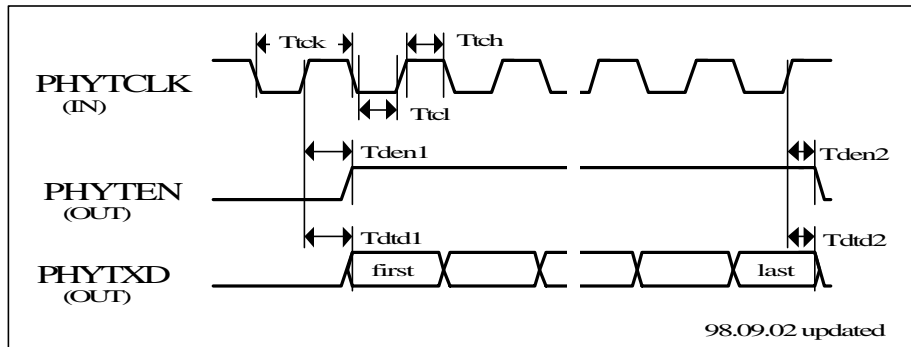 Ttck
Ttch
PHYTCLK
(IN)
Ttcl
Tden1
Tden2
PHYTEN
(OUT)
Tdtd1
Tdtd2
PHYTXD
(OUT)
first
last
98.09.02 updated